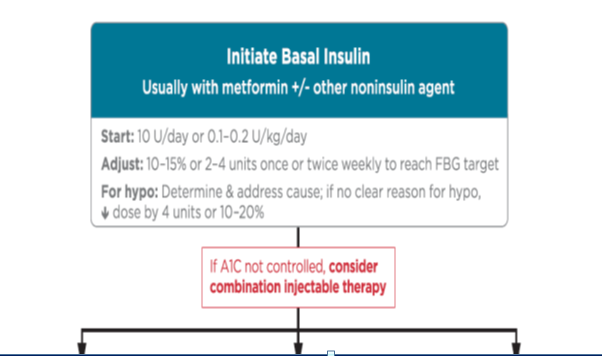 Initiate Basal Insulin
Usually with metformin +/- other noninsulin agent
Start: 10 U/day or 0.1-0.2 U/kg/day
Adjust: 10-15% or 2-4 units once or twice weekly to reach FBG target
For hypo: Determine & address cause; if no clear reason for hypo,
↓ dose by 4 units or 10-20%
If A1C not controlled, consider
combination injectable therapy